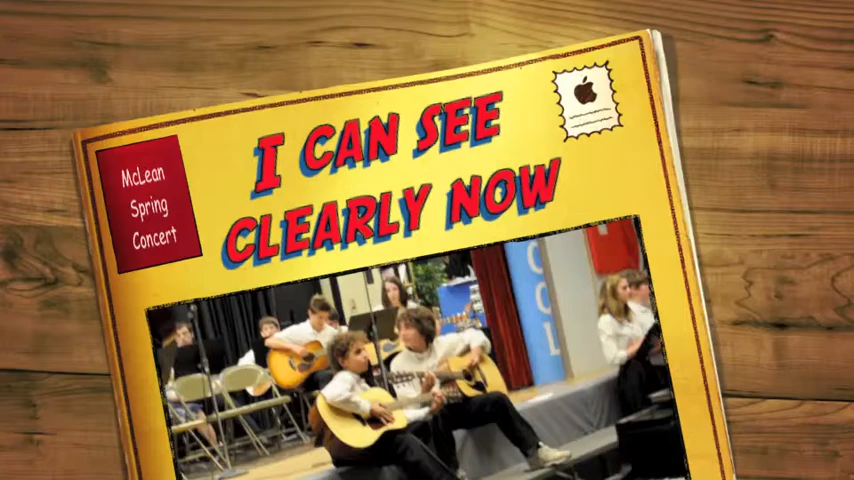 McLean
Spring
Concert
I CAN SEE
CLEARLY NOW